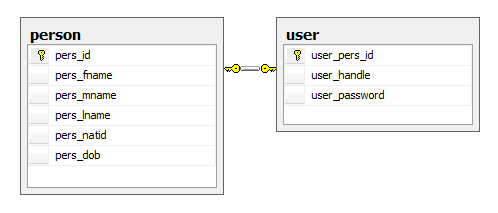 person
pers_id
pers_fname
pers_mname
pers_lname
pers_natid
pers_dob
user
user_pers_id
user_handle
user_password